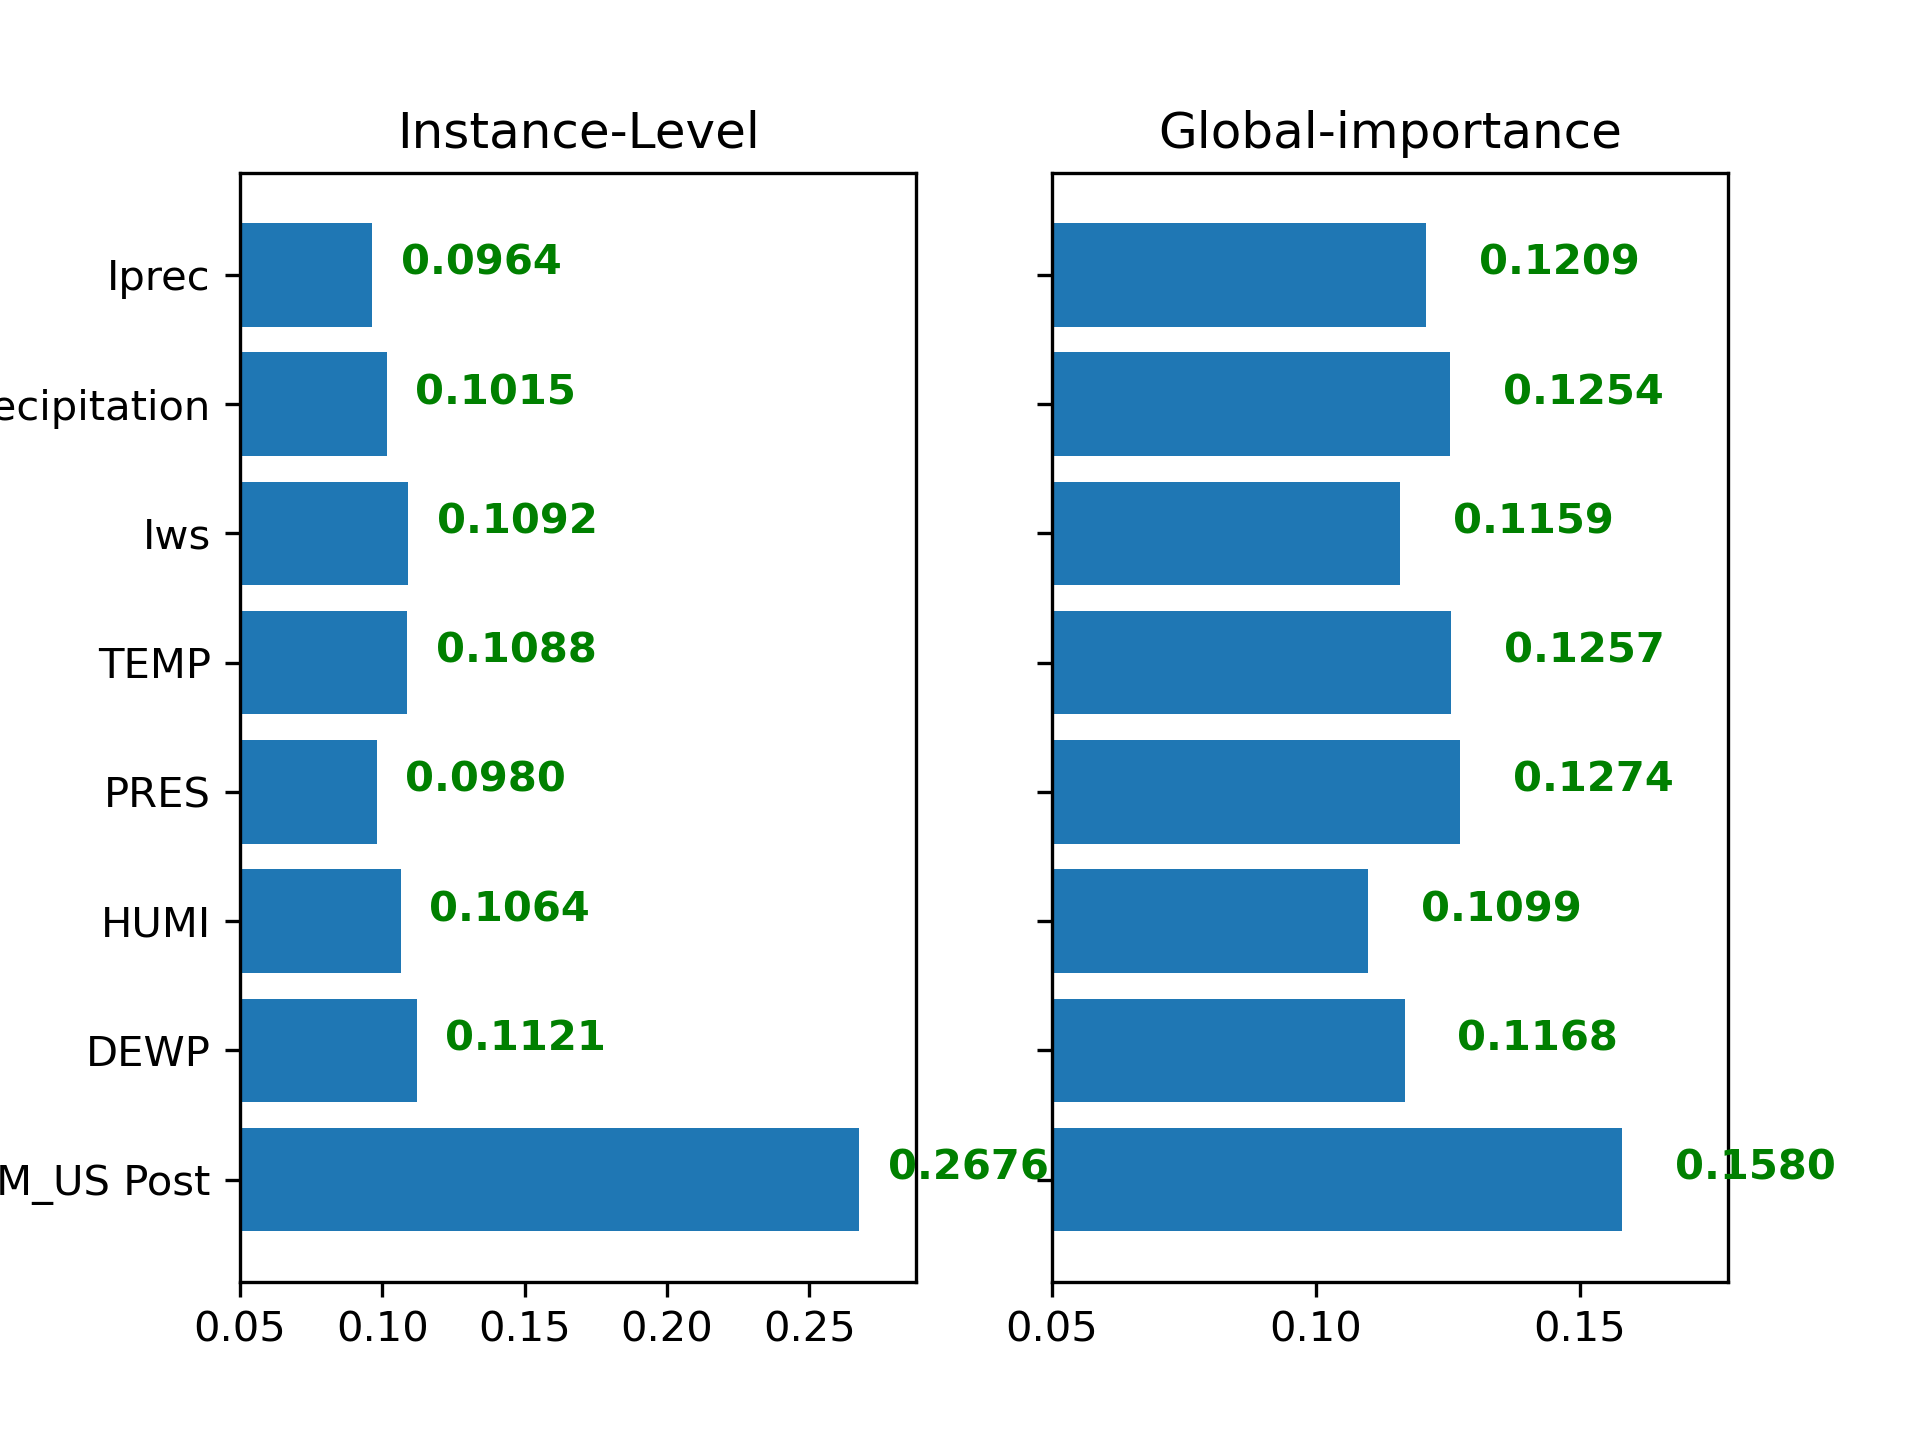 Instance-Level Global-importance
Iprec 0.0964 0.1209
ecipitation 0.1015 0.1254
Iws 0.1092 0.1159
TEMP 0.1088 0.1257
PRES 0.0980 0.1274
HUMI 0.1064 0.1099
DEWP 0.1121 0.1168
M_US Post 0.2676 0.1580
0.05 0.10 0.15 0.20 0.25 0.05 0.10 0.15